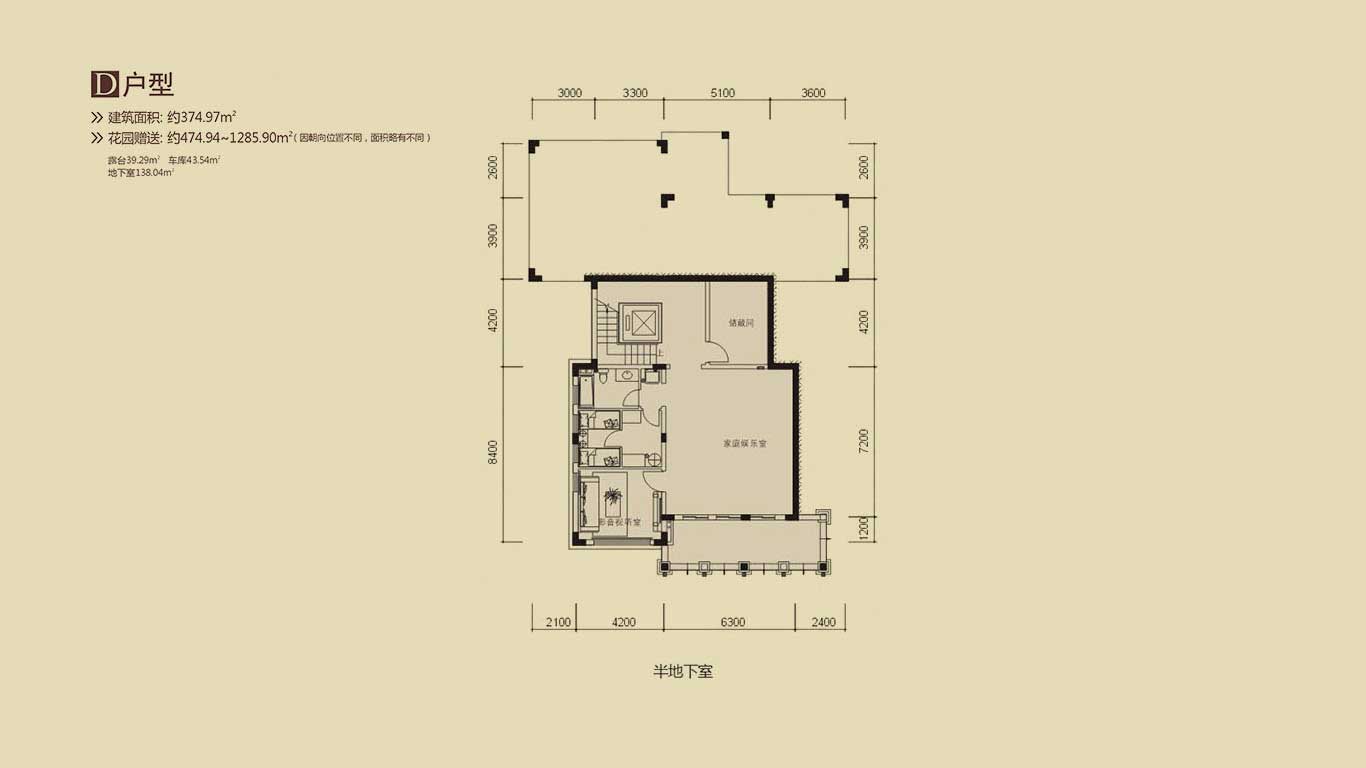 D户型
建筑面积: 约374.97m²
花园赠送: 约474.94~1285.90m²( 因朝向位置不同，面积略有不同 )
露台39.29m² 车库43.54m²
地下室138.04m²
3000 3300 5100 3600
2600 2600
3900 3900
4200 4200
储藏间
上
8400 7200
家庭娱乐室
影音视听室
1200
2100 4200 6300 2400
半地下室